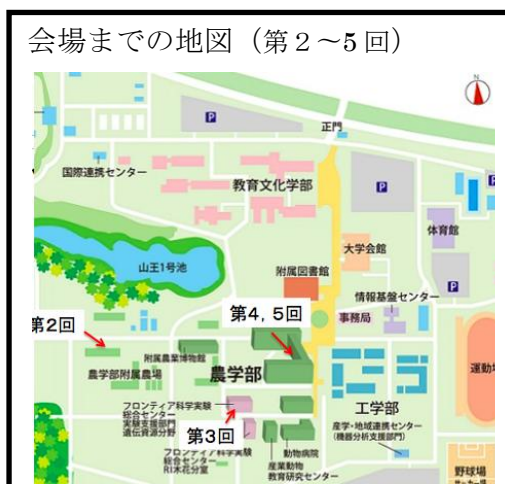 会場までの地図（第２～5回）
N
P
正門
国際連携センター
教育文化学部
P
P
体育館
大学会館
山王1号池
附属図書館
P
情報基盤センター
第2回
第4，5回
事務局
附属農業博物館
農学部附属農場
農学部
運動場
工学部
フロンティア科学実験
総合センター
実験支援部門
遺伝資源分野
産学・地域連携センター
(機器分析支援部門)
第3回
フロンティア科学実験
総合センター
RI木花分室
動物病院
産業動物
教育研究センター
野球場